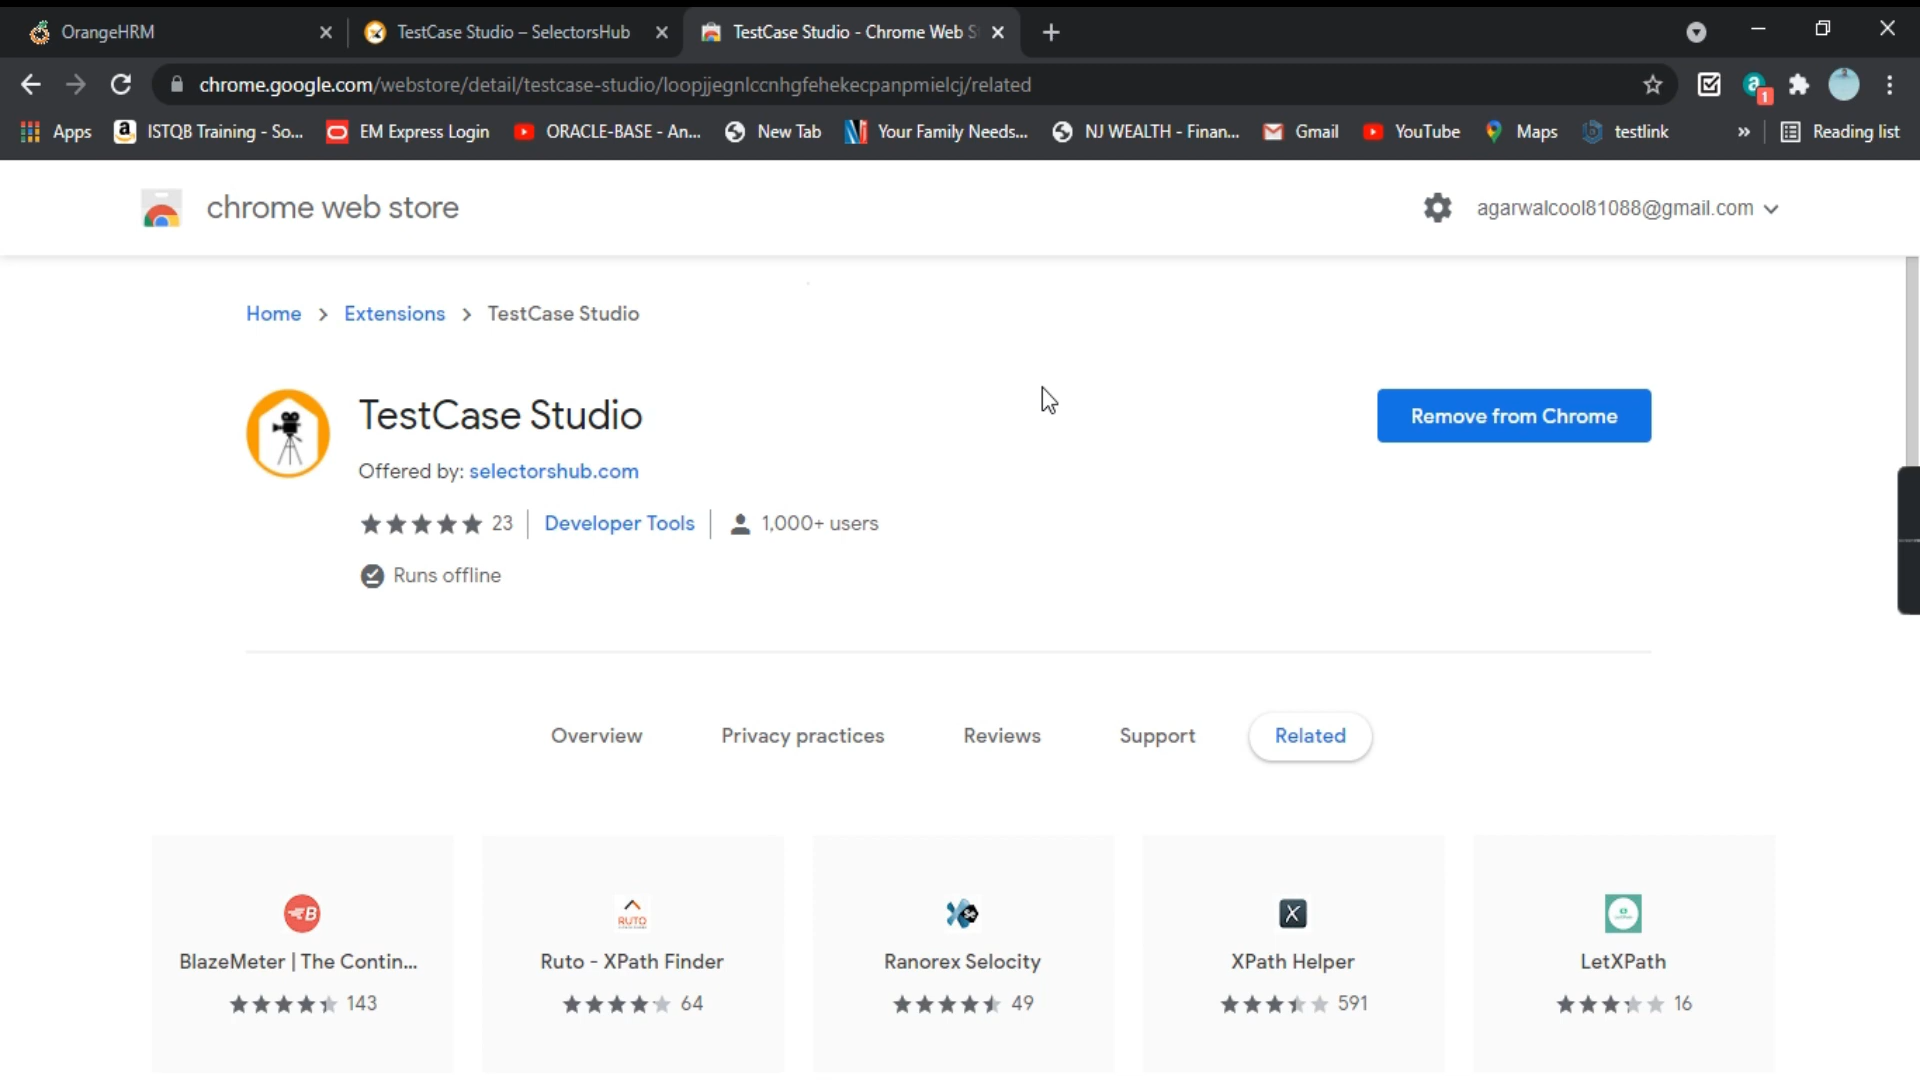 OrangeHRM
TestCase Studio – SelectorsHub
TestCase Studio - Chrome Web S
chrome.google.com/webstore/detail/testcase-studio/loopjjegnlccnhgfehekecpanpmielcj/related
1
Apps
ISTQB Training - So...
EM Express Login
ORACLE-BASE - An...
New Tab
Your Family Needs...
NJ WEALTH - Finan...
Gmail
YouTube
Maps
testlink
»
Reading list
chrome web store
agarwalcool81088@gmail.com
Home > Extensions > TestCase Studio
TestCase Studio
Remove from Chrome
Offered by: selectorshub.com
23 | Developer Tools | 1,000+ users
Runs offline
Overview
Privacy practices
Reviews
Support
Related
RUTO
BlazeMeter | The Contin...
Ruto - XPath Finder
Ranorex Selocity
XPath Helper
LetXPath
143
64
49
591
16